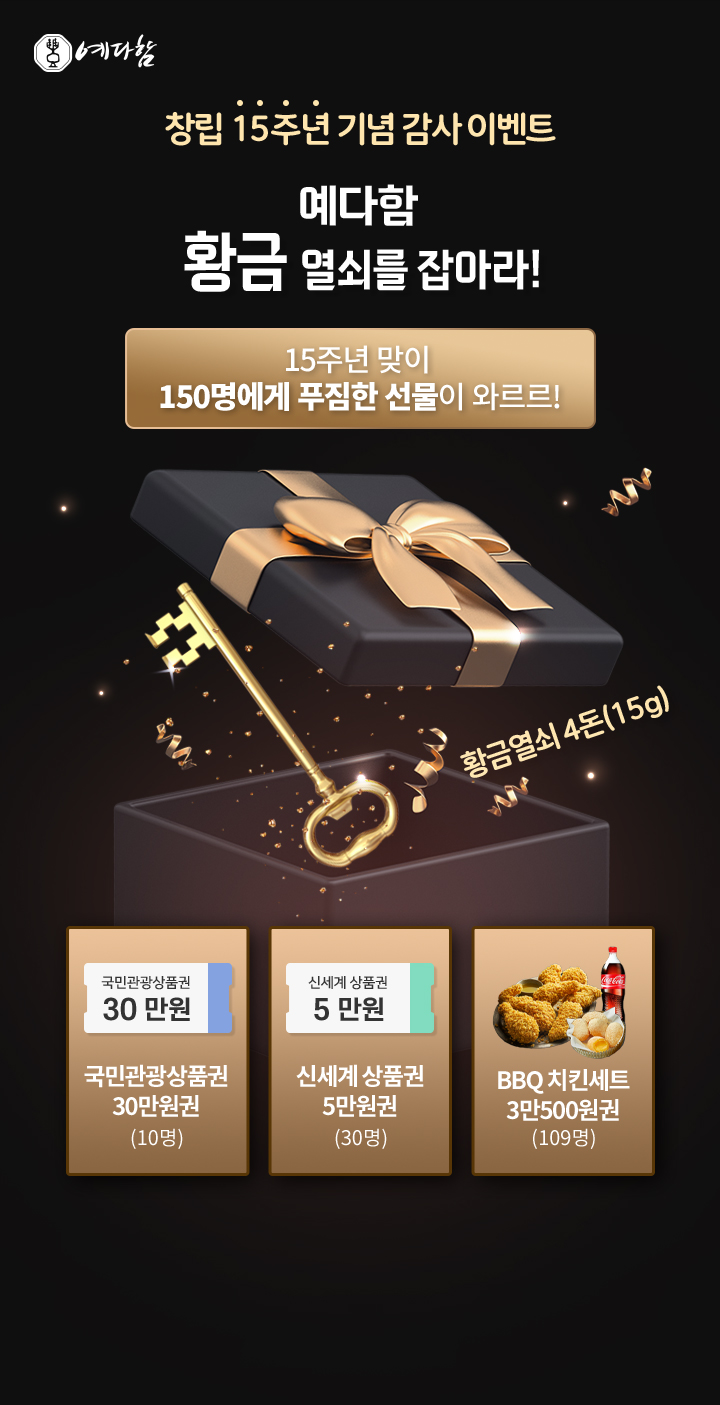 예다함
창립 15주년 기념 감사 이벤트
예다함
황금 열쇠를 잡아라!
15주년 맞이
150명에게 푸짐한 선물이 와르르!
황금열쇠 4돈(15g)
국민관광상품권
30 만원
국민관광상품권
30만원권
(10명)
신세계 상품권
5 만원
신세계 상품권
5만원권
(30명)
Coca-Cola
BBQ 치킨세트
3만500원권
(109명)